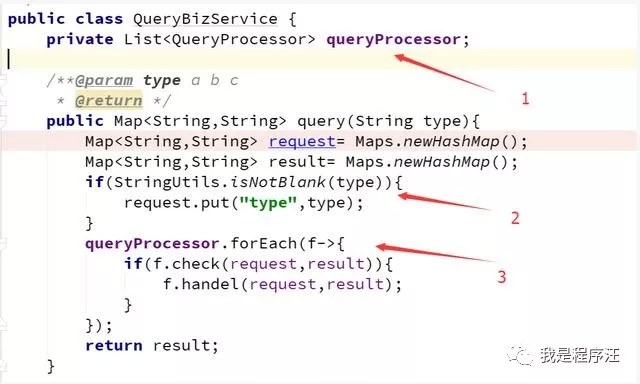 public class QueryBizService {
private List<QueryProcessor> queryProcessor;
1
/**@param type a b c
* @return */
public Map<String,String> query(String type){
Map<String,String> request= Maps.newHashMap();
Map<String,String> result= Maps.newHashMap();
if(StringUtils.isNotBlank(type)){
request.put("type",type);
2
}
queryProcessor.forEach(f->{
3
if(f.check(request,result)){
f.handel(request,result);
}
});
return result;
}
我是程序汪